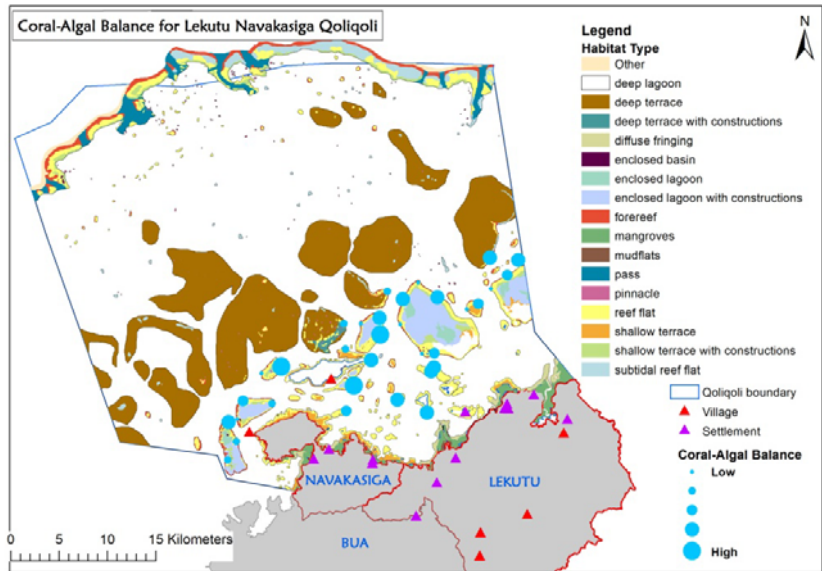 Coral-Algal Balance for Lekutu Navakasiga Qoliqoli
N
Legend
Habitat Type
Other
deep lagoon
deep terrace
deep terrace with constructions
diffuse fringing
enclosed basin
enclosed lagoon
enclosed lagoon with constructions
forereef
mangroves
mudflats
pass
pinnacle
reef flat
shallow terrace
shallow terrace with constructions
subtidal reef flat
Qoliqoli boundary
Village
Settlement
Coral-Algal Balance
Low
High
NAVAKASIGA
LEKUTU
BUA
0 5 10 15 Kilometers